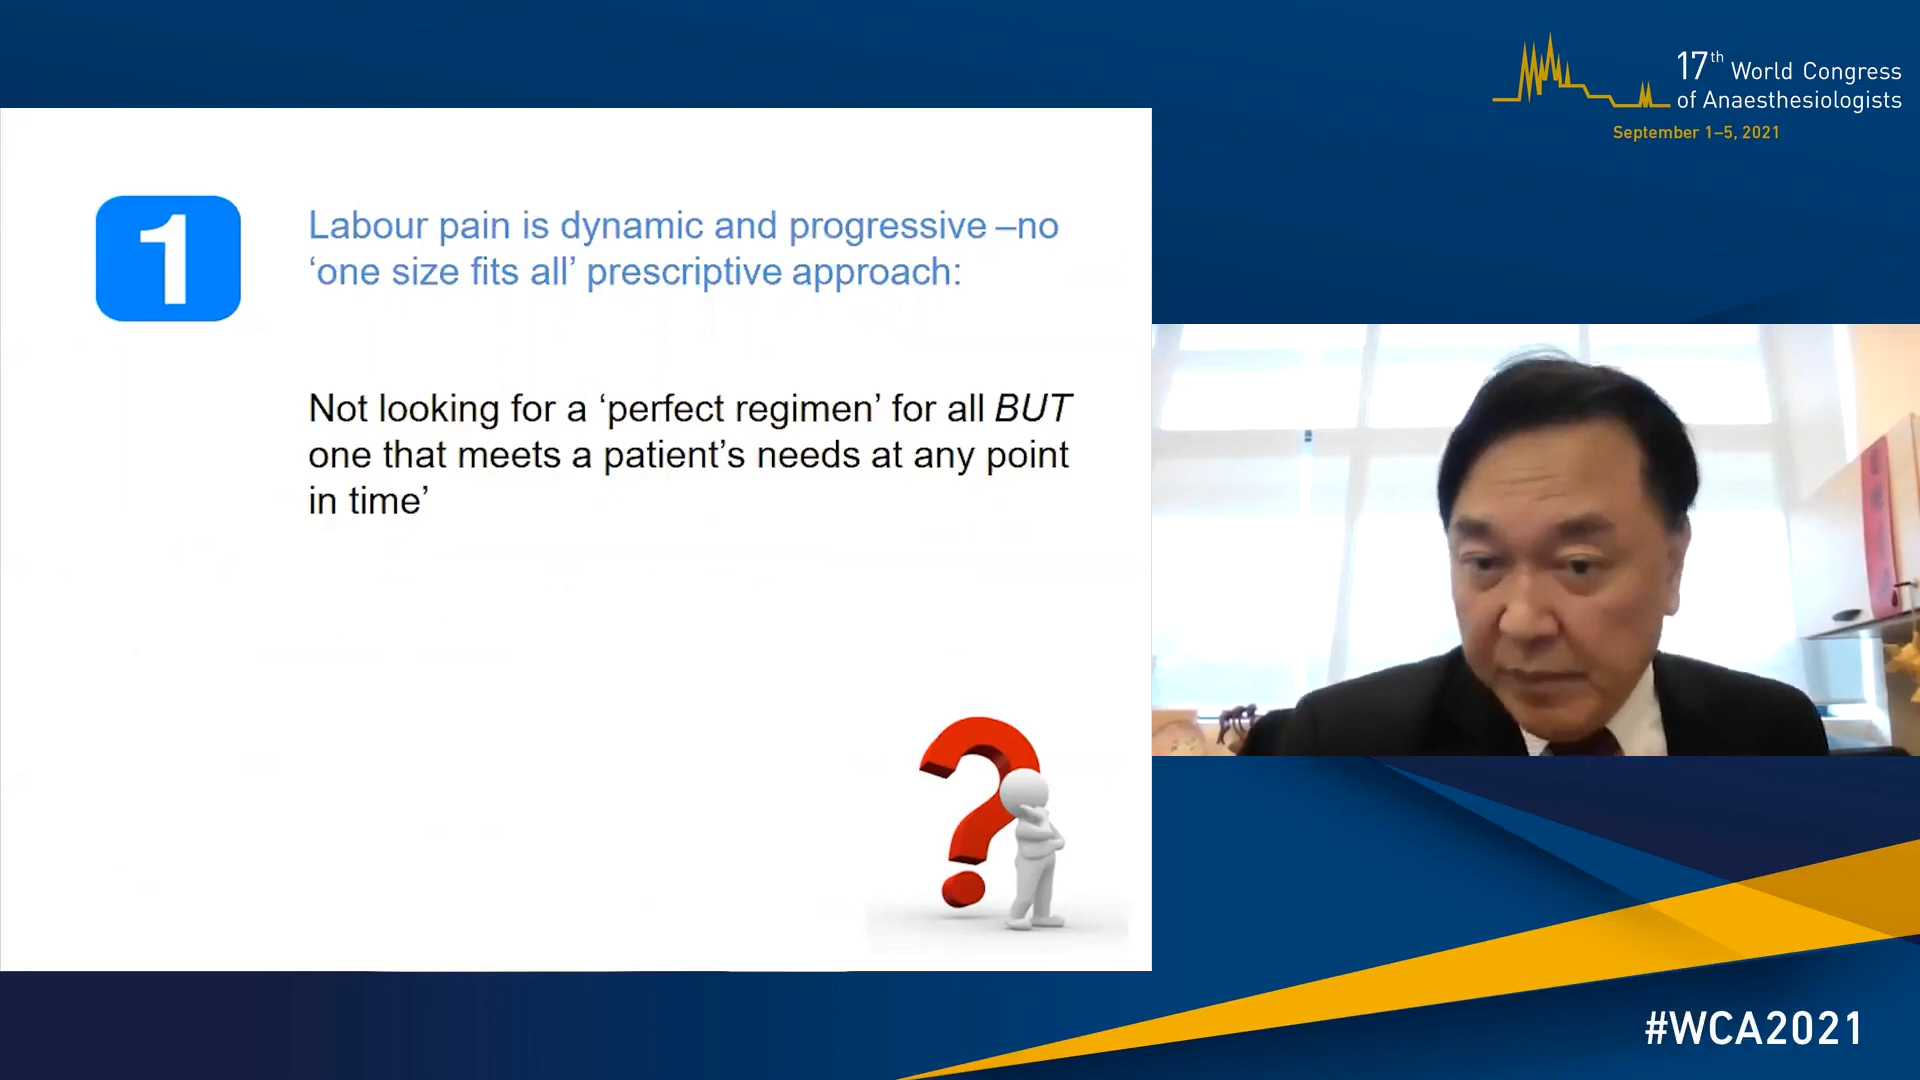 17th World Congress
of Anaesthesiologists
September 1–5, 2021
1
Labour pain is dynamic and progressive –no
‘one size fits all’ prescriptive approach:
Not looking for a ‘perfect regimen’ for all BUT
one that meets a patient’s needs at any point
in time’
#WCA2021